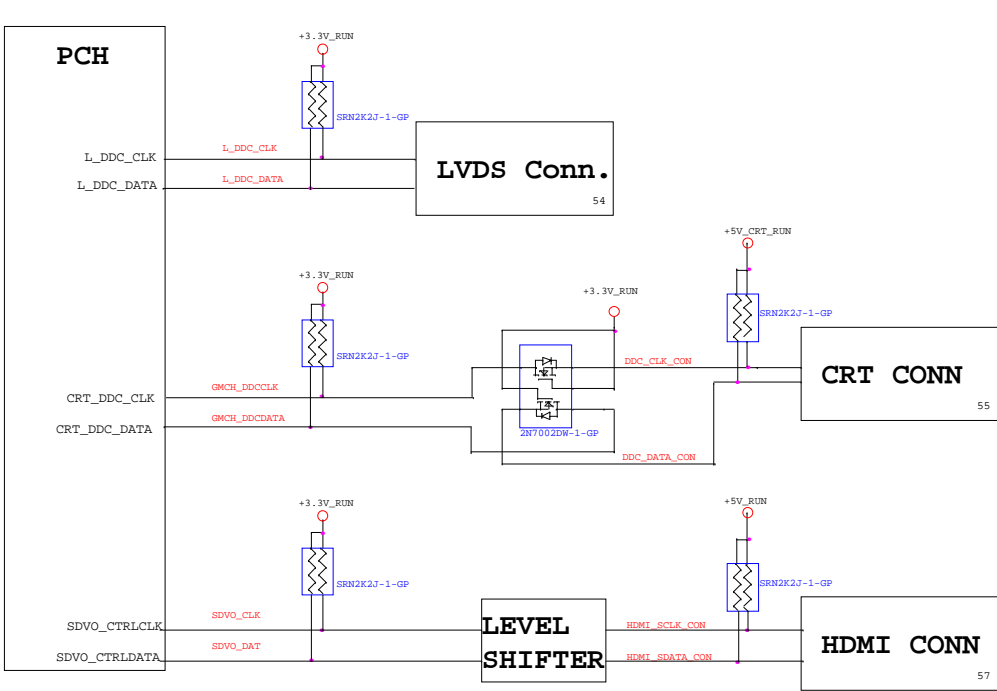 +3.3V_RUN
PCH
SRN2K2J-1-GP
L_DDC_CLK
L_DDC_CLK
LVDS Conn.
L_DDC_DATA
L_DDC_DATA
54
+5V_CRT_RUN
+3.3V_RUN
+3.3V_RUN
SRN2K2J-1-GP
SRN2K2J-1-GP
DDC_CLK_CON
CRT CONN
GMCH_DDCCLK
CRT_DDC_CLK
55
GMCH_DDCDATA
CRT_DDC_DATA
2N7002DW-1-GP
DDC_DATA_CON
+3.3V_RUN
+5V_RUN
SRN2K2J-1-GP
SRN2K2J-1-GP
SDVO_CLK
SDVO_CTRLCLK
LEVEL
HDMI_SCLK_CON
HDMI CONN
SDVO_DAT
SDVO_CTRLDATA
SHIFTER
HDMI_SDATA_CON
57